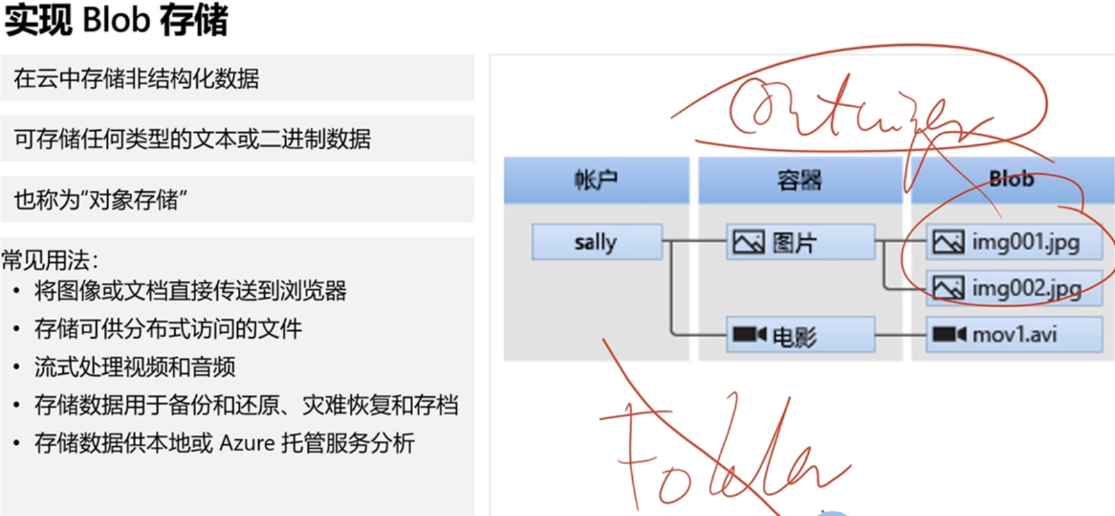 实现 Blob 存储
在云中存储非结构化数据
可存储任何类型的文本或二进制数据
也称为“对象存储”
常见用法：
• 将图像或文档直接传送到浏览器
• 存储可供分布式访问的文件
• 流式处理视频和音频
• 存储数据用于备份和还原、灾难恢复和存档
• 存储数据供本地或 Azure 托管服务分析
Container
帐户 容器 Blob
sally 图片 img001.jpg
img002.jpg
电影 mov1.avi
Folder